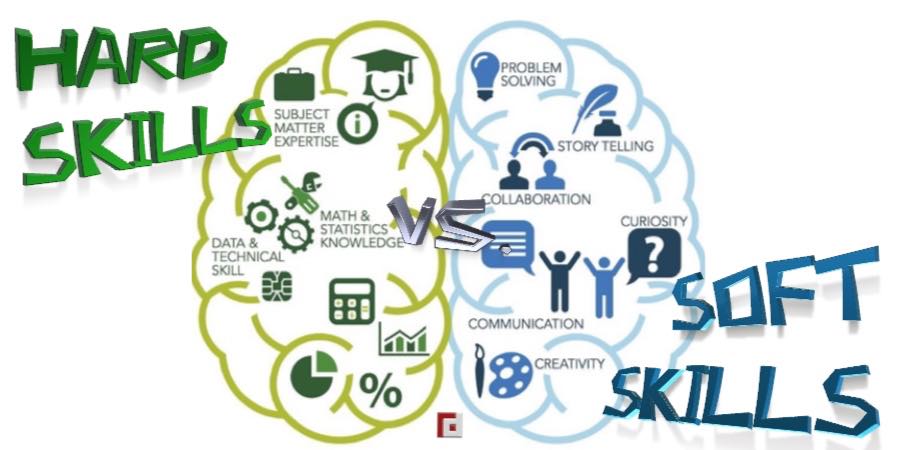 HARD
SKILLS
SUBJECT
MATTER
EXPERTISE
i
MATH &
STATISTICS
KNOWLEDGE
DATA &
TECHNICAL
SKILL
%
VS.
PROBLEM
SOLVING
STORY TELLING
COLLABORATION
CURIOSITY
?
COMMUNICATION
CREATIVITY
SOFT
SKILLS